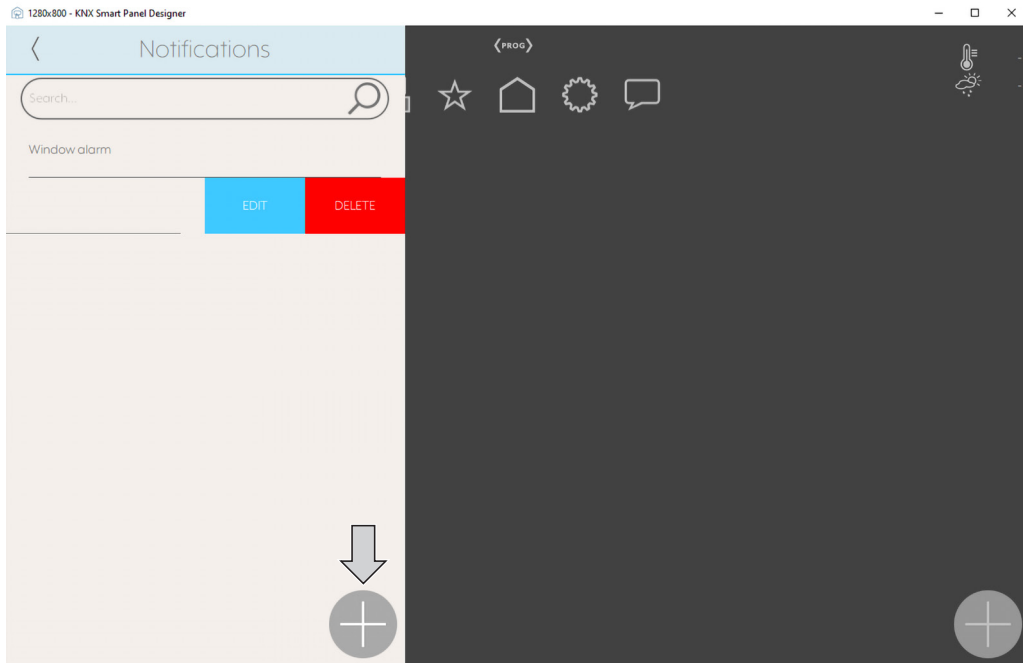 1280x800 - KNX Smart Panel Designer
Notifications
⟨PROG⟩
Search...
Window alarm
EDIT
DELETE